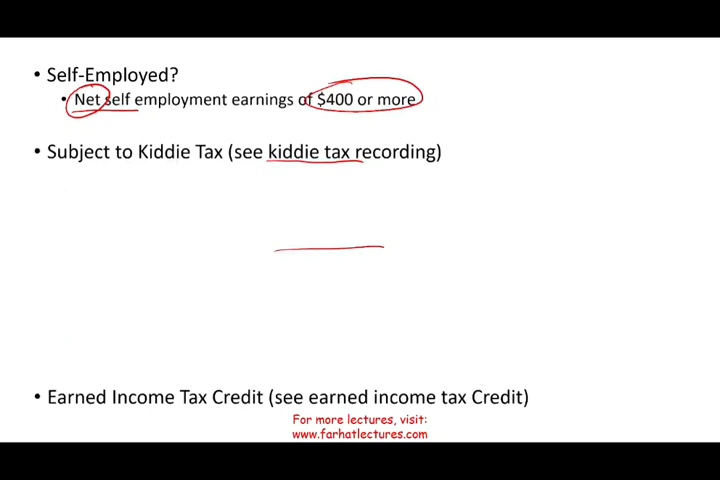 • Self-Employed?
• Net self employment earnings of $400 or more
• Subject to Kiddie Tax (see kiddie tax recording)
• Earned Income Tax Credit (see earned income tax Credit)
For more lectures, visit:
www.farhatlectures.com